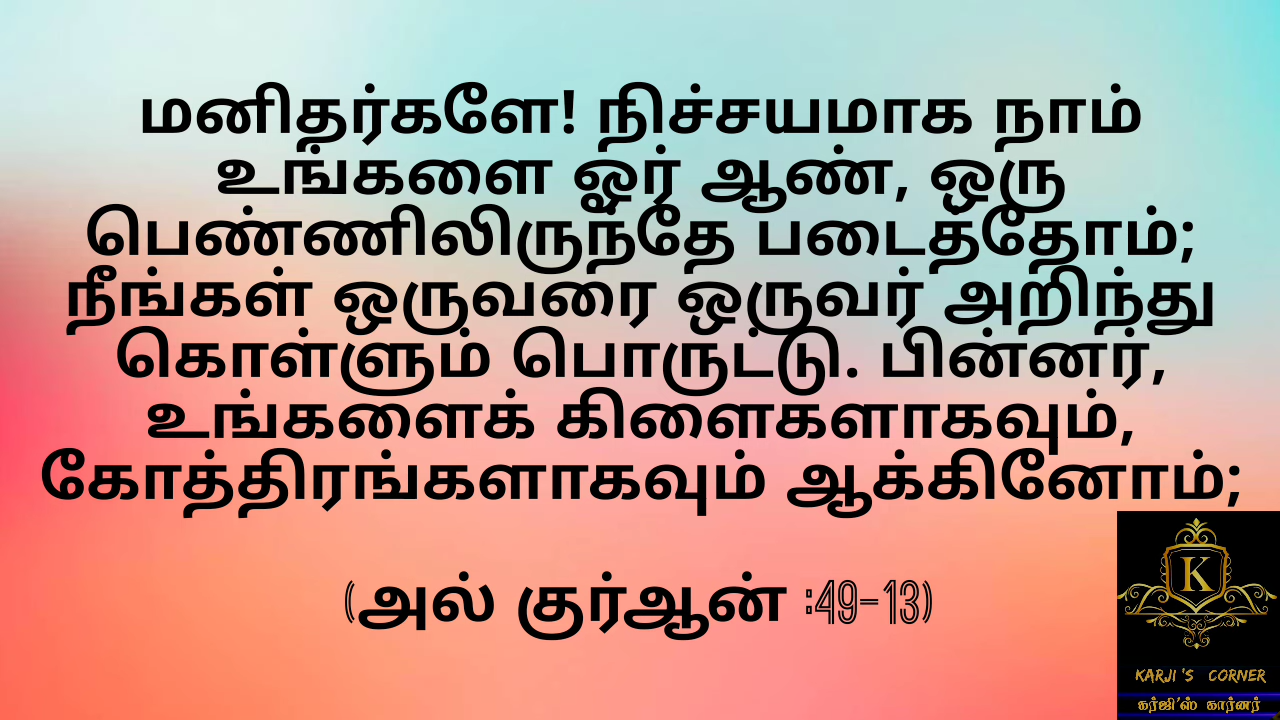 மனிதர்களே! நிச்சயமாக நாம்
உங்களை ஓர் ஆண், ஒரு
பெண்ணிலிருந்தே படைத்தோம்;
நீங்கள் ஒருவரை ஒருவர் அறிந்து
கொள்ளும் பொருட்டு. பின்னர்,
உங்களைக் கிளைகளாகவும்,
கோத்திரங்களாகவும் ஆக்கினோம்;
(அல் குர்ஆன் :49-13)
K
KARJI'S CORNER
கர்ஜி'ஸ் கார்னர்